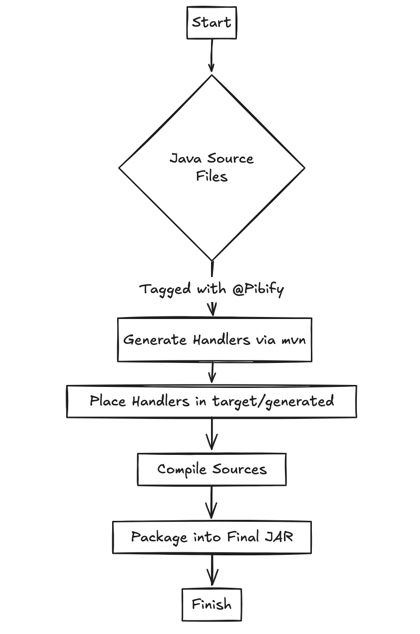 Start
Java Source
Files
Tagged with @Pibify
Generate Handlers via mvn
Place Handlers in target/generated
Compile Sources
Package into Final JAR
Finish